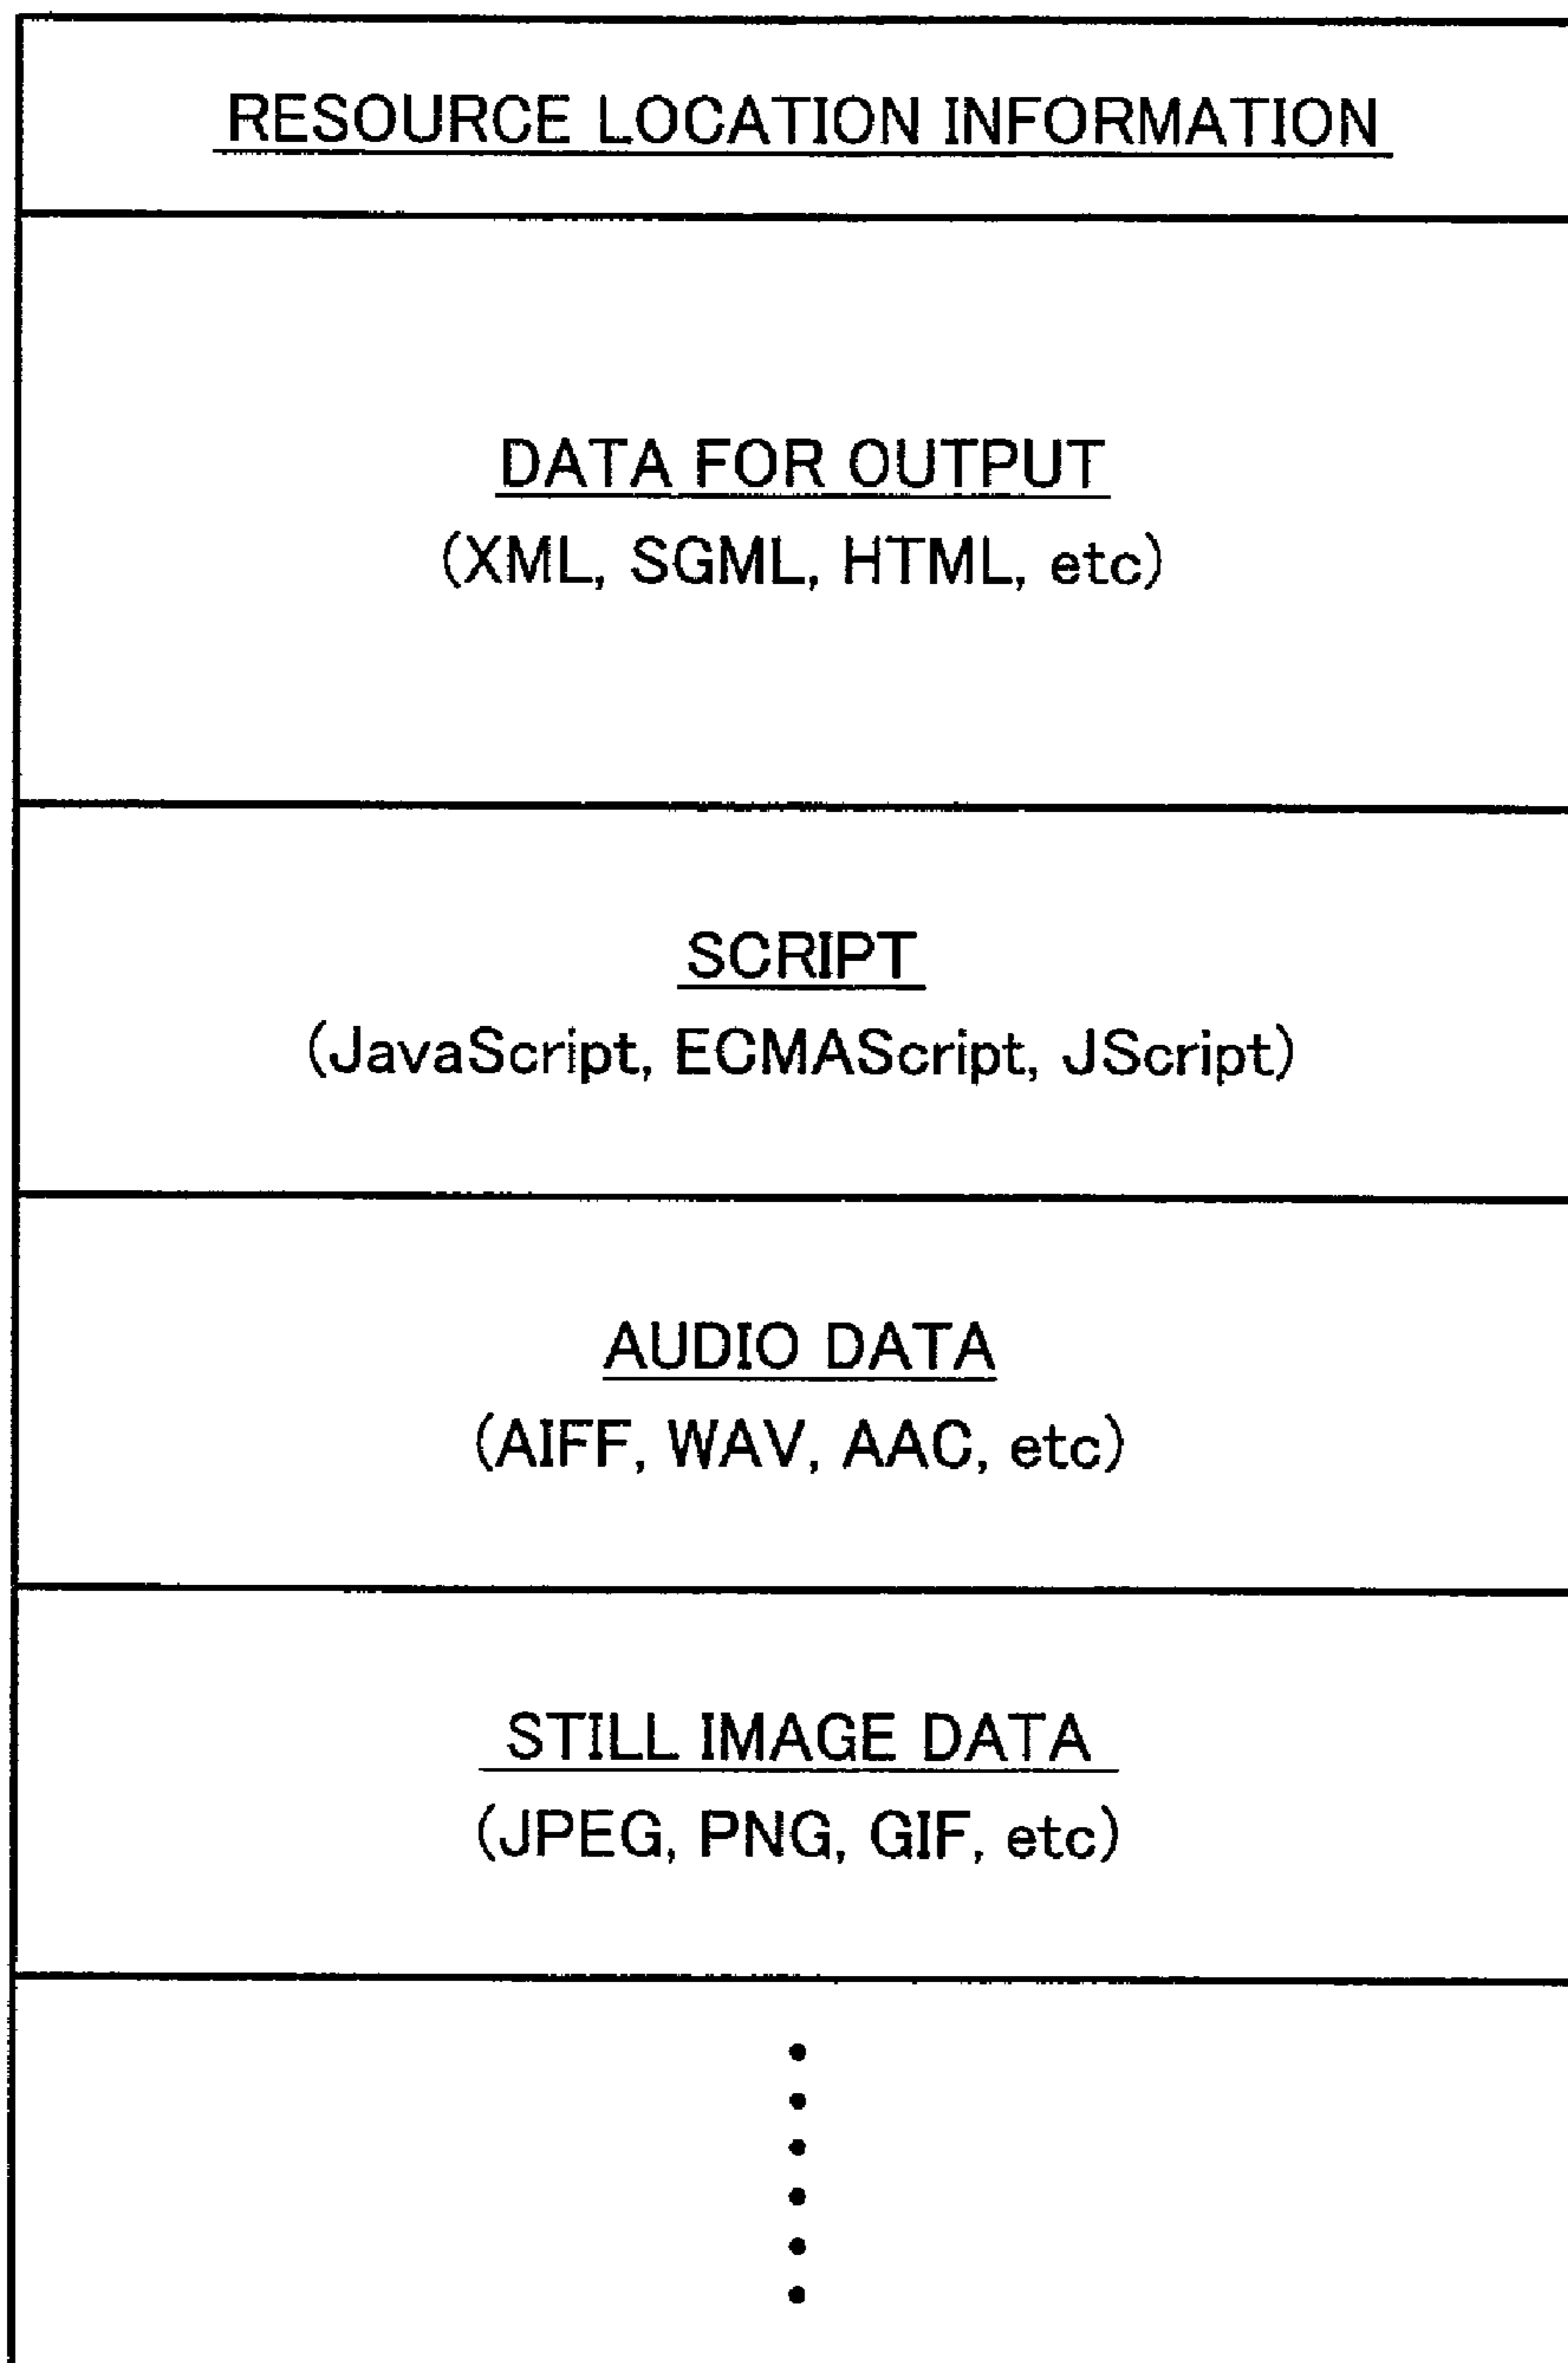 RESOURCE LOCATION INFORMATION
DATA FOR OUTPUT
(XML, SGML, HTML, etc)
SCRIPT
(JavaScript, ECMAScript, JScript)
AUDIO DATA
(AIFF, WAV, AAC, etc)
STILL IMAGE DATA
(JPEG, PNG, GIF, etc)